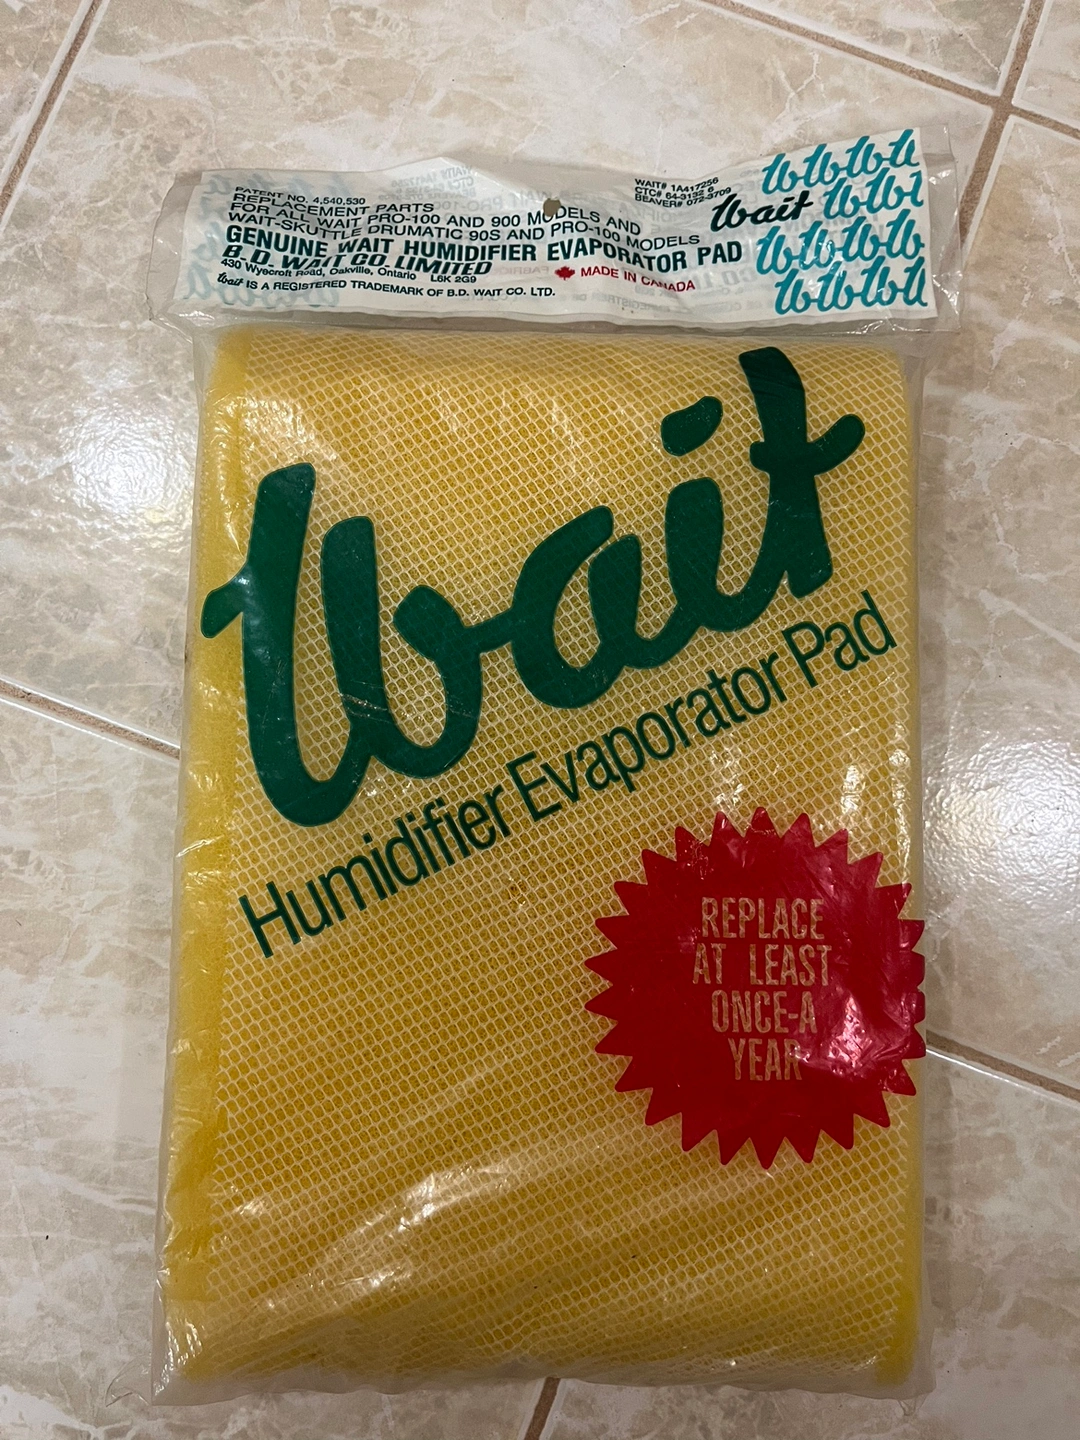 PATENT NO. 4,540,530
REPLACEMENT PARTS
FOR ALL WAIT PRO-100 AND 900 MODELS AND
WAIT-SKUTTLE DRUMATIC 90S AND PRO-100 MODELS
GENUINE WAIT HUMIDIFIER EVAPORATOR PAD
B.D. WAIT CO. LIMITED
430 Wyecroft Road, Oakville, Ontario L6K 2G9
MADE IN CANADA
Wait IS A REGISTERED TRADEMARK OF B.D. WAIT CO. LTD.
WAIT# 1A417256
CTC# 64-3132 6
BEAVER# 072-3709
Wait
Wait
Humidifier Evaporator Pad
REPLACE
AT LEAST
ONCE-A
YEAR